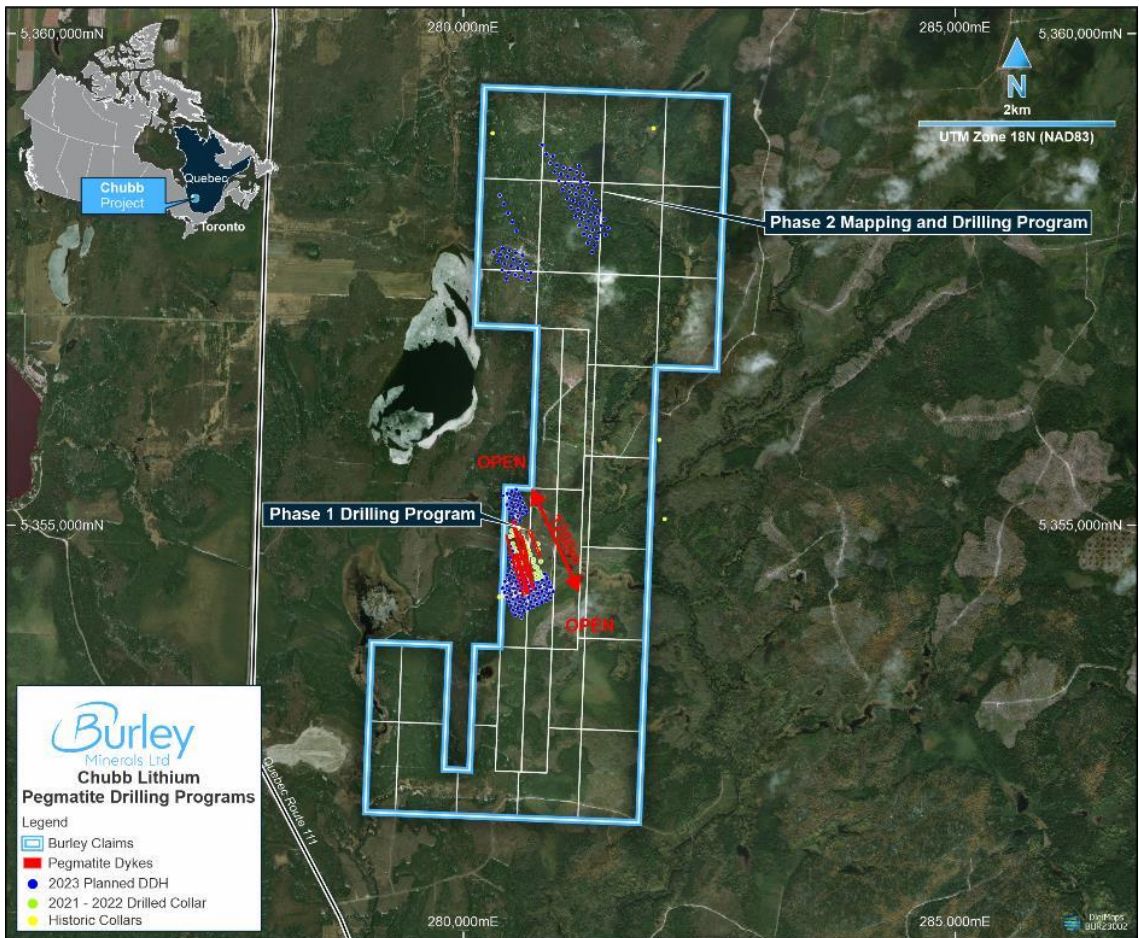 5,360,000mN
280,000mE
285,000mE
5,360,000mN
N
2km
UTM Zone 18N (NAD83)
Quebec
Chubb
Project
Toronto
Phase 2 Mapping and Drilling Program
OPEN
Phase 1 Drilling Program
5,355,000mN
5,355,000mN
OPEN
Burley
Minerals Ltd
Chubb Lithium
Pegmatite Drilling Programs
Legend
Burley Claims
Pegmatite Dykes
2023 Planned DDH
2021 - 2022 Drilled Collar
Historic Collars
Quebec Route 111
280,000mE
285,000mE
DigiMaps
BUR23002